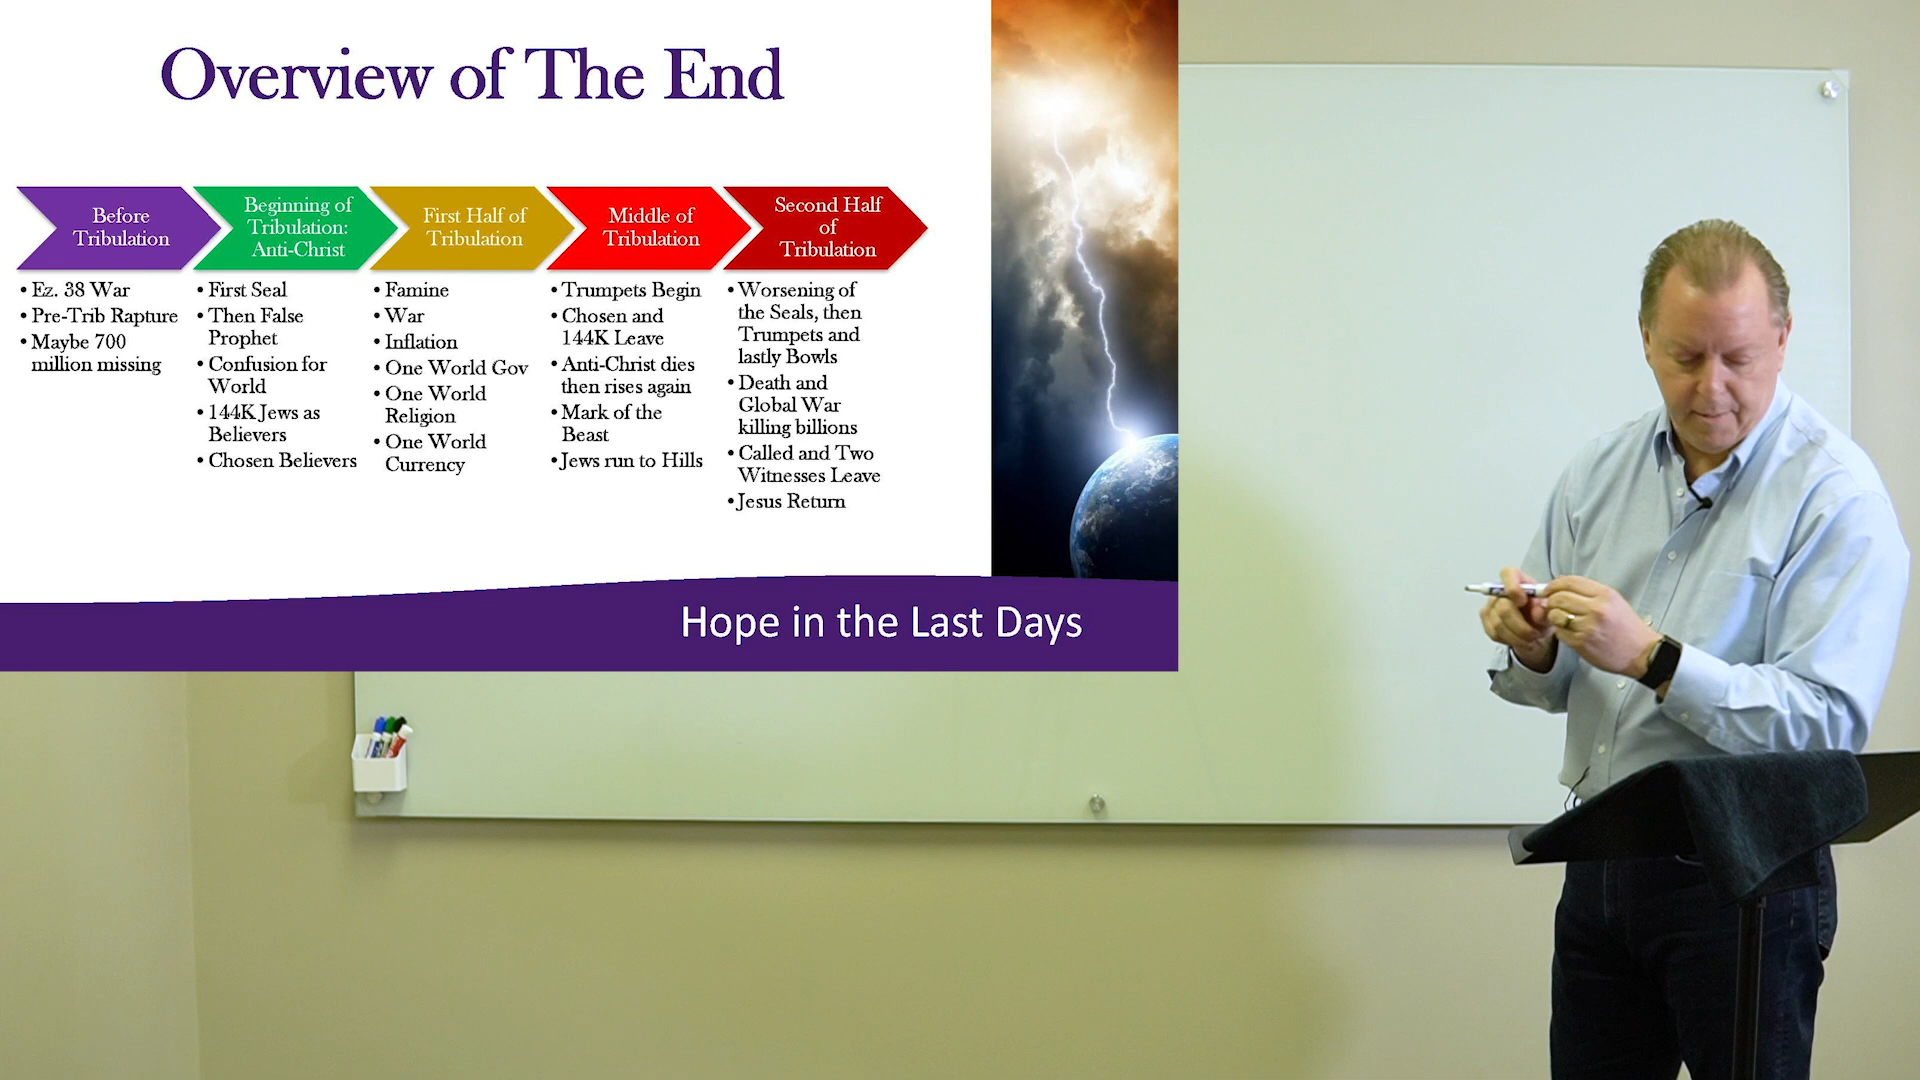 Overview of The End
Before
Tribulation
• Ez. 38 War
• Pre-Trib Rapture
• Maybe 700
million missing
Beginning of
Tribulation:
Anti-Christ
• First Seal
• Then False
Prophet
• Confusion for
World
• 144K Jews as
Believers
• Chosen Believers
First Half of
Tribulation
• Famine
• War
• Inflation
• One World Gov
• One World
Religion
• One World
Currency
Middle of
Tribulation
• Trumpets Begin
• Chosen and
144K Leave
• Anti-Christ dies
then rises again
• Mark of the
Beast
• Jews run to Hills
Second Half
of
Tribulation
• Worsening of
the Seals, then
Trumpets and
lastly Bowls
• Death and
Global War
killing billions
• Called and Two
Witnesses Leave
• Jesus Return
Hope in the Last Days